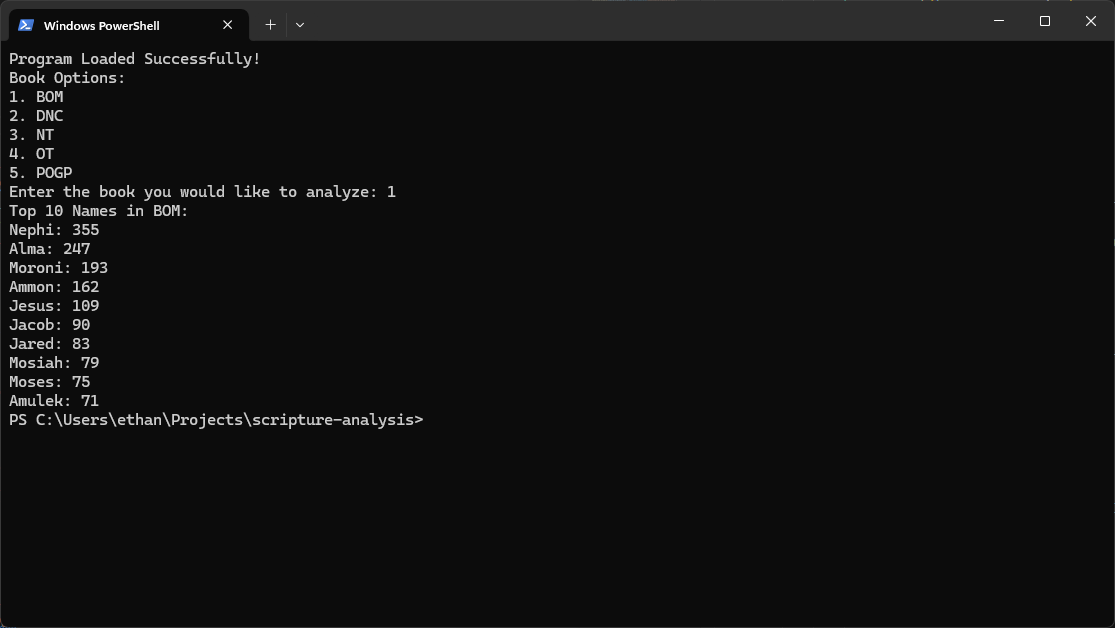 Windows PowerShell
Program Loaded Successfully!
Book Options:
1. BOM
2. DNC
3. NT
4. OT
5. POGP
Enter the book you would like to analyze: 1
Top 10 Names in BOM:
Nephi: 355
Alma: 247
Moroni: 193
Ammon: 162
Jesus: 109
Jacob: 90
Jared: 83
Mosiah: 79
Moses: 75
Amulek: 71
PS C:\Users\ethan\Projects\scripture-analysis>